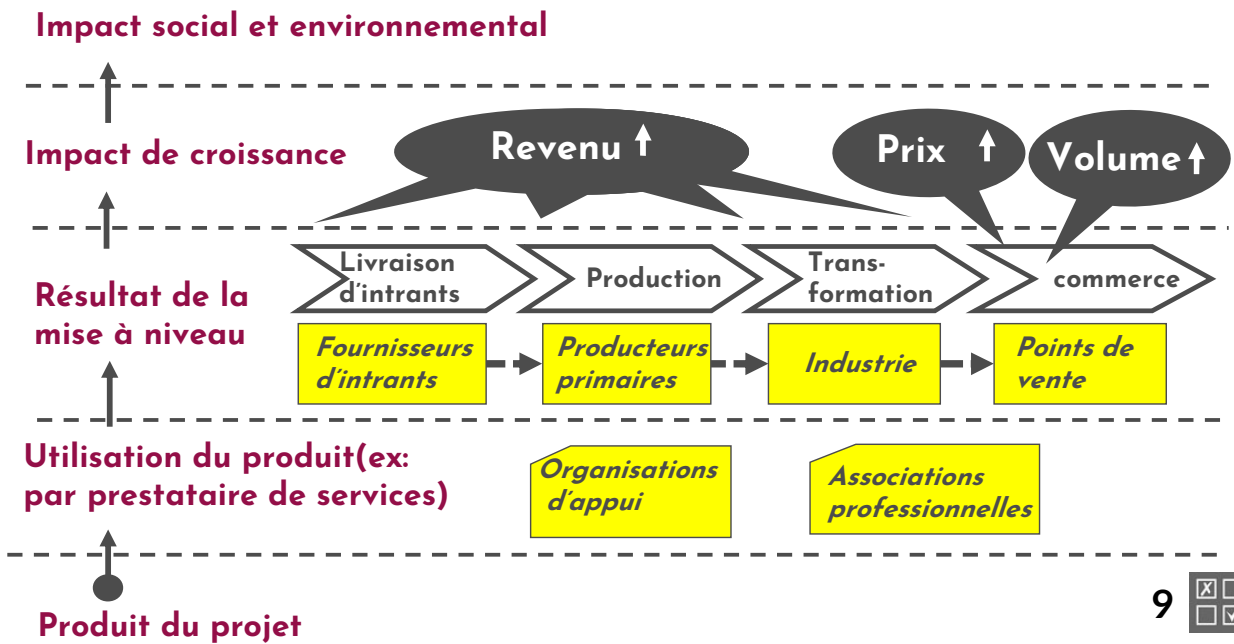 Impact social et environnemental
Impact de croissance
Revenu
Prix
Volume
Résultat de la
mise à niveau
Livraison
d'intrants
Production
Trans-
formation
commerce
Fournisseurs
d'intrants
Producteurs
primaires
Industrie
Points de
vente
Utilisation du produit(ex:
par prestataire de services)
Organisations
d'appui
Associations
professionnelles
Produit du projet
9